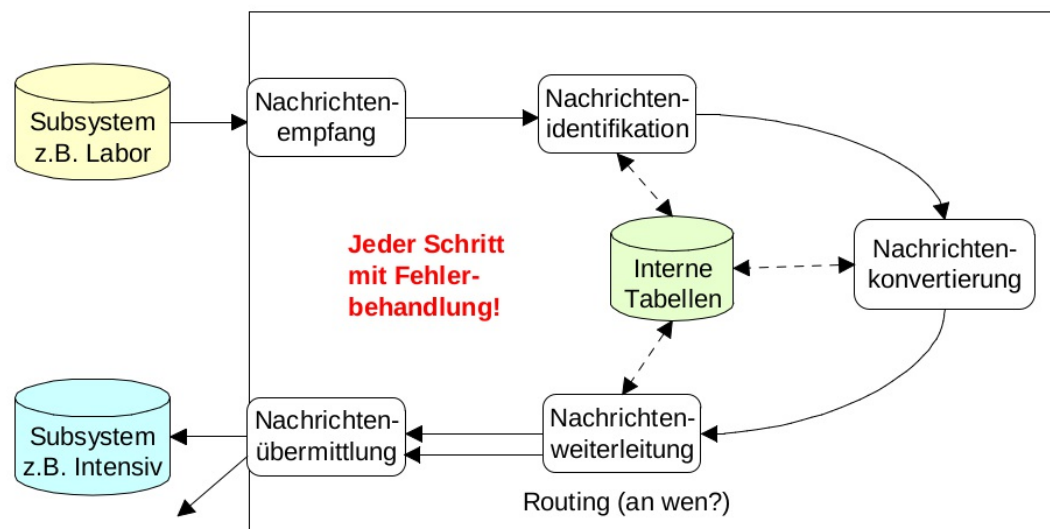 Subsystem
z.B. Labor
Nachrichten-
empfang
Nachrichten-
identifikation
Jeder Schritt
mit Fehler-
behandlung!
Interne
Tabellen
Nachrichten-
konvertierung
Subsystem
z.B. Intensiv
Nachrichten-
übermittlung
Nachrichten-
weiterleitung
Routing (an wen?)